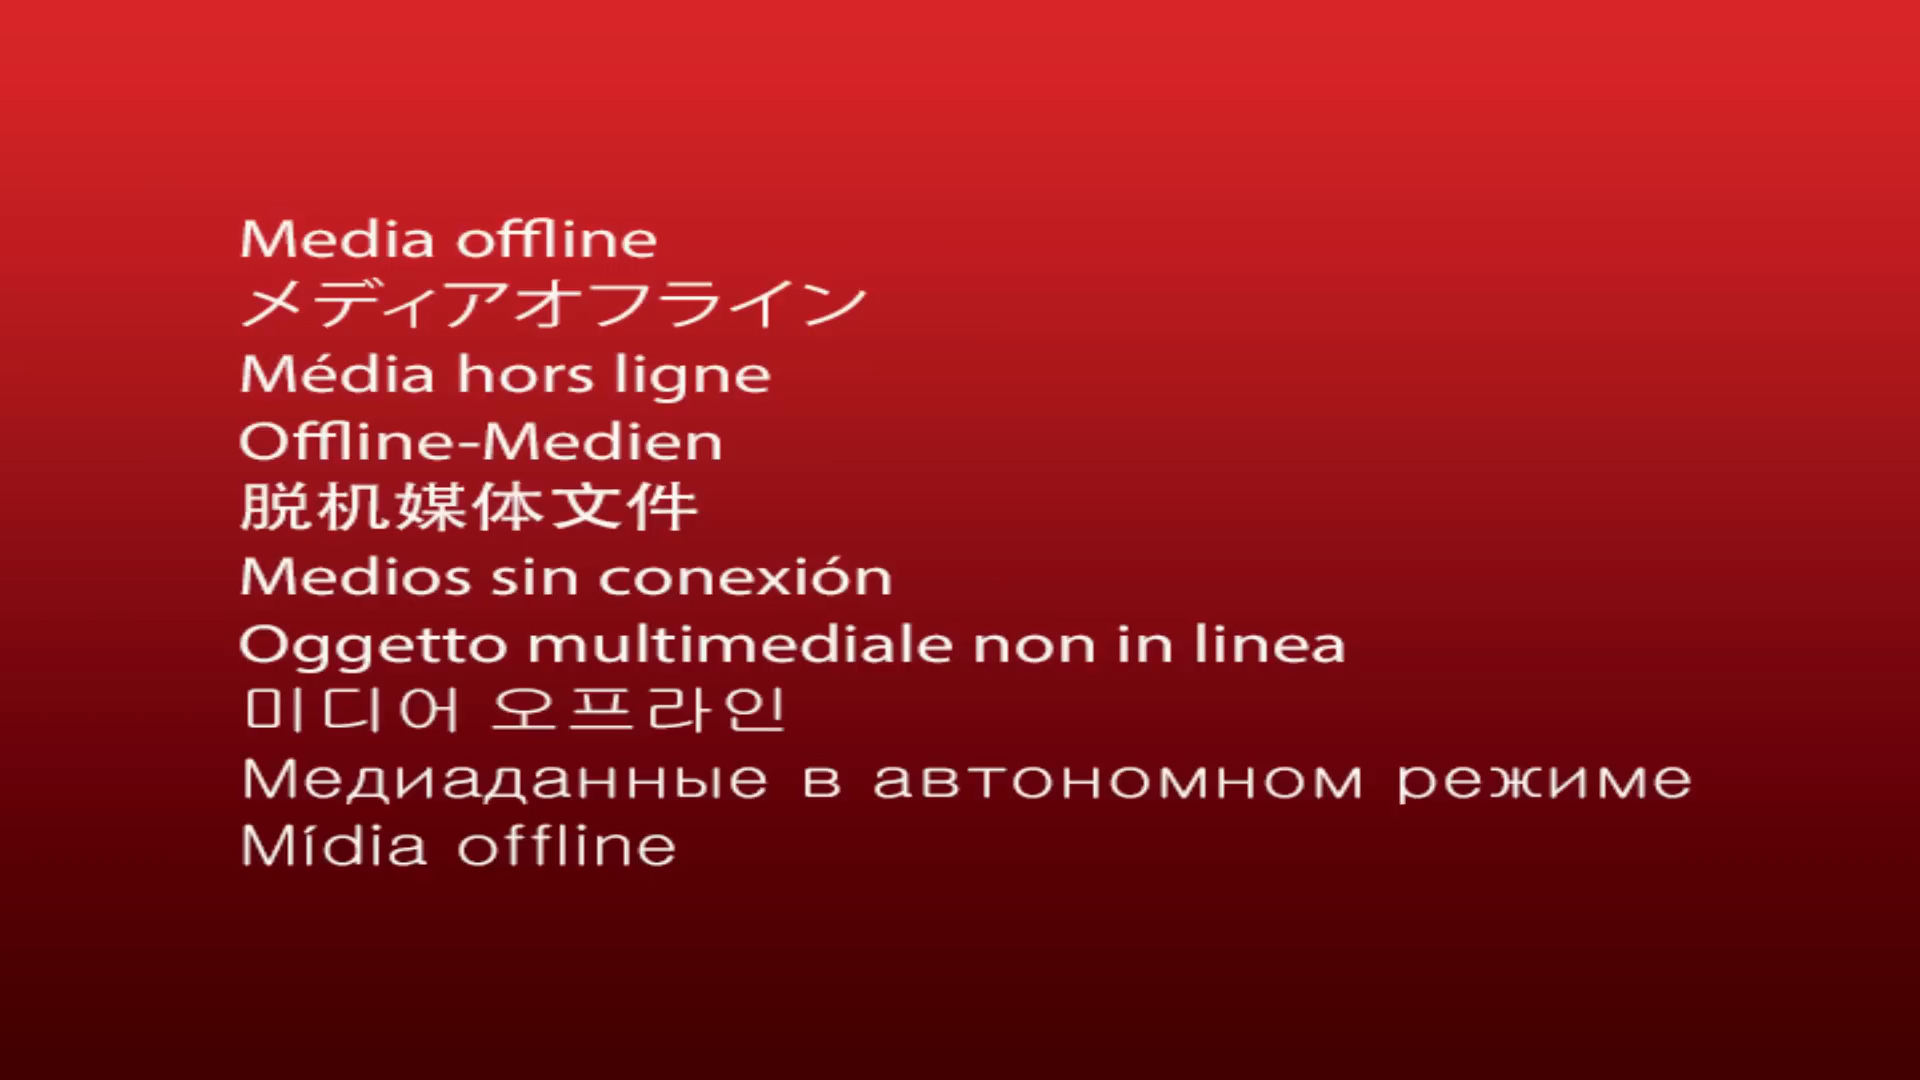 Media offline
メディアオフライン
Média hors ligne
Offline-Medien
脱机媒体文件
Medios sin conexión
Oggetto multimediale non in linea
미디어 오프라인
Медиаданные в автономном режиме
Mídia offline